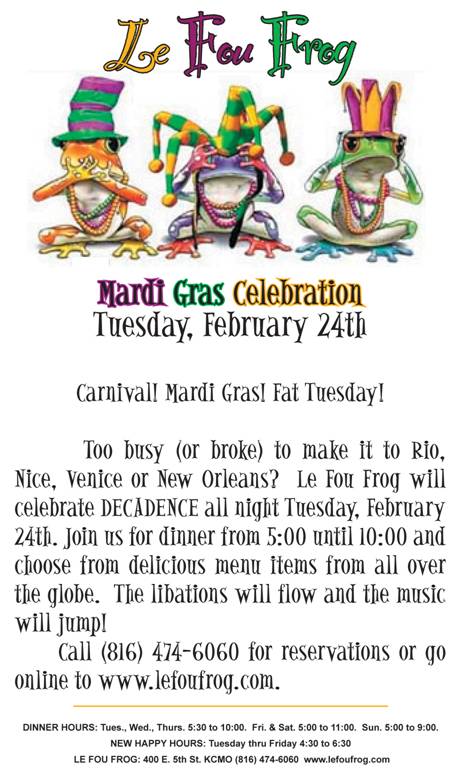 Le Fou Frog
Mardi Gras Celebration
Tuesday, February 24th
Carnival! Mardi Gras! Fat Tuesday!
Too busy (or broke) to make it to Rio,
Nice, Venice or New Orleans? Le Fou Frog will
celebrate DECADENCE all night Tuesday, February
24th. Join us for dinner from 5:00 until 10:00 and
choose from delicious menu items from all over
the globe. The libations will flow and the music
will jump!
Call (816) 474-6060 for reservations or go
online to www.lefoufrog.com.
DINNER HOURS: Tues., Wed., Thurs. 5:30 to 10:00. Fri. & Sat. 5:00 to 11:00. Sun. 5:00 to 9:00.
NEW HAPPY HOURS: Tuesday thru Friday 4:30 to 6:30
LE FOU FROG: 400 E. 5th St. KCMO (816) 474-6060 www.lefoufrog.com